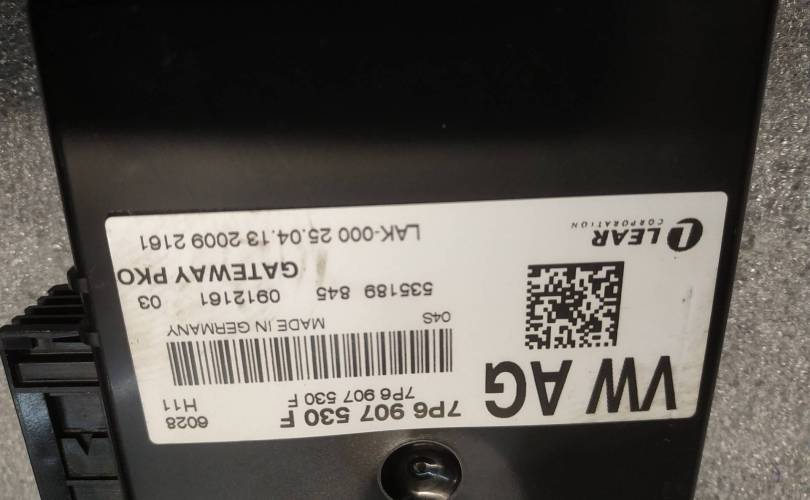 VW AG
7P6 907 530 F
7P6 907 530 F
6028
H11
04S
MADE IN GERMANY
535189 845 0912161 03
GATEWAY PKO
LEAR
CORPORATION
LAK-000 25.04.13 2009 2161